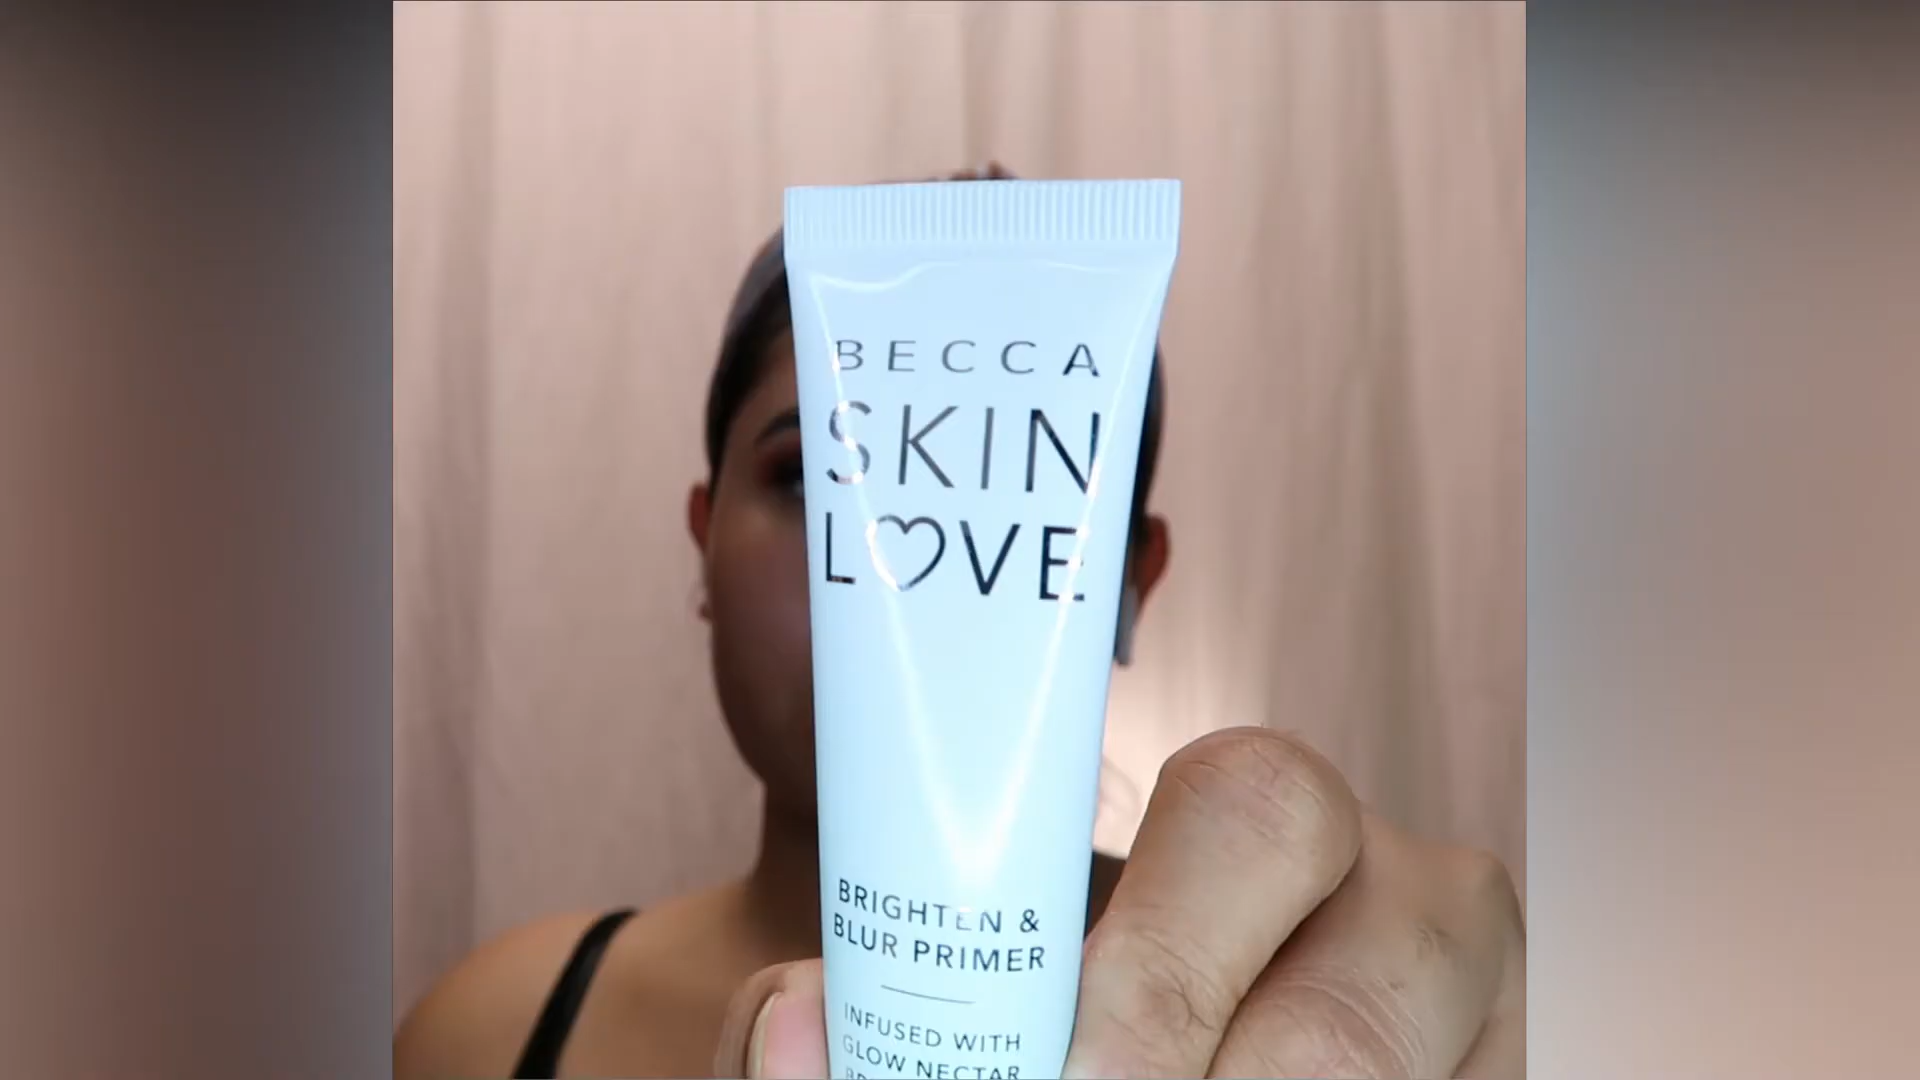 BECCA
SKIN
LOVE
BRIGHTEN &
BLUR PRIMER
INFUSED WITH
GLOW NECTAR